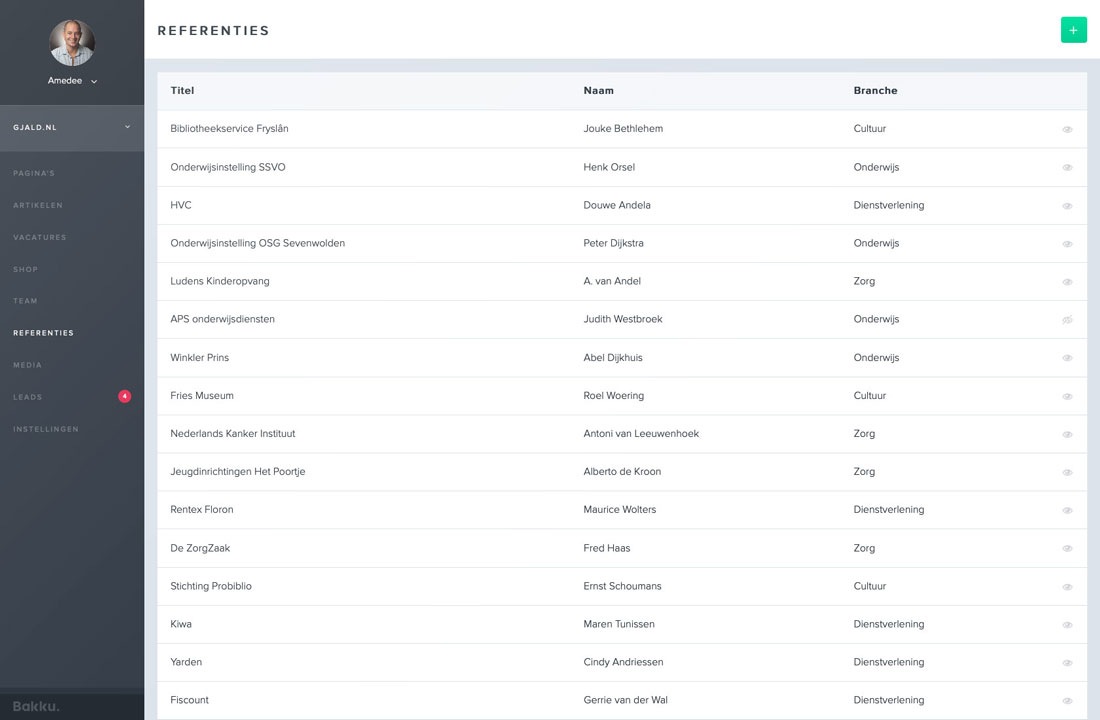 Amedee
GJALD.NL
PAGINA'S
ARTIKELEN
VACATURES
SHOP
TEAM
REFERENTIES
MEDIA
LEADS 4
INSTELLINGEN
Bakku.
REFERENTIES
+
Titel Naam Branche
Bibliotheekservice Fryslân Jouke Bethlehem Cultuur
Onderwijsinstelling SSVO Henk Orsel Onderwijs
HVC Douwe Andela Dienstverlening
Onderwijsinstelling OSG Sevenwolden Peter Dijkstra Onderwijs
Ludens Kinderopvang A. van Andel Zorg
APS onderwijsdiensten Judith Westbroek Onderwijs
Winkler Prins Abel Dijkhuis Onderwijs
Fries Museum Roel Woering Cultuur
Nederlands Kanker Instituut Antoni van Leeuwenhoek Zorg
Jeugdinrichtingen Het Poortje Alberto de Kroon Zorg
Rentex Floron Maurice Wolters Dienstverlening
De ZorgZaak Fred Haas Zorg
Stichting Probiblio Ernst Schoumans Cultuur
Kiwa Maren Tunissen Dienstverlening
Yarden Cindy Andriessen Dienstverlening
Fiscount Gerrie van der Wal Dienstverlening